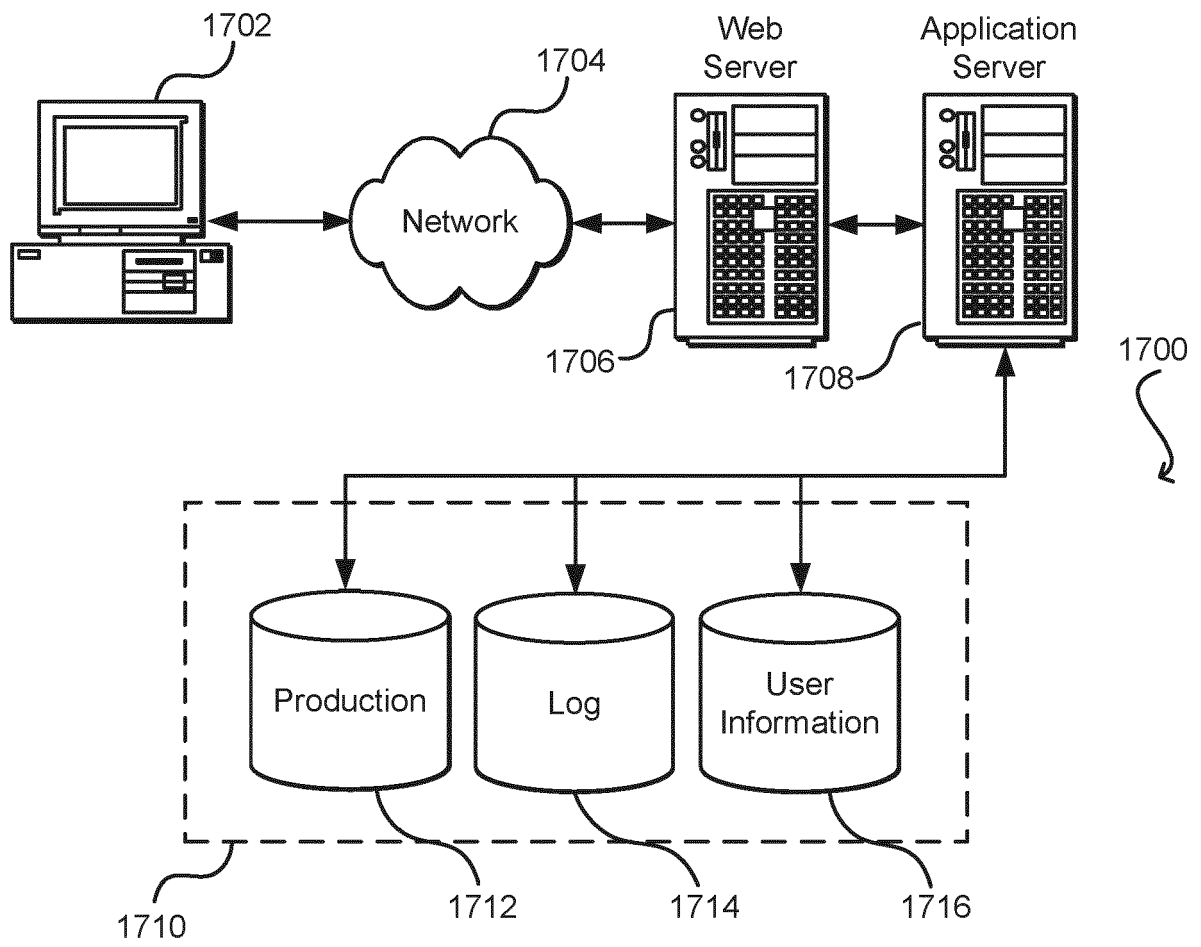 1702
1704
Web
Server
Application
Server
Network
1706
1708
1700
Production
Log
User
Information
1710
1712
1714
1716